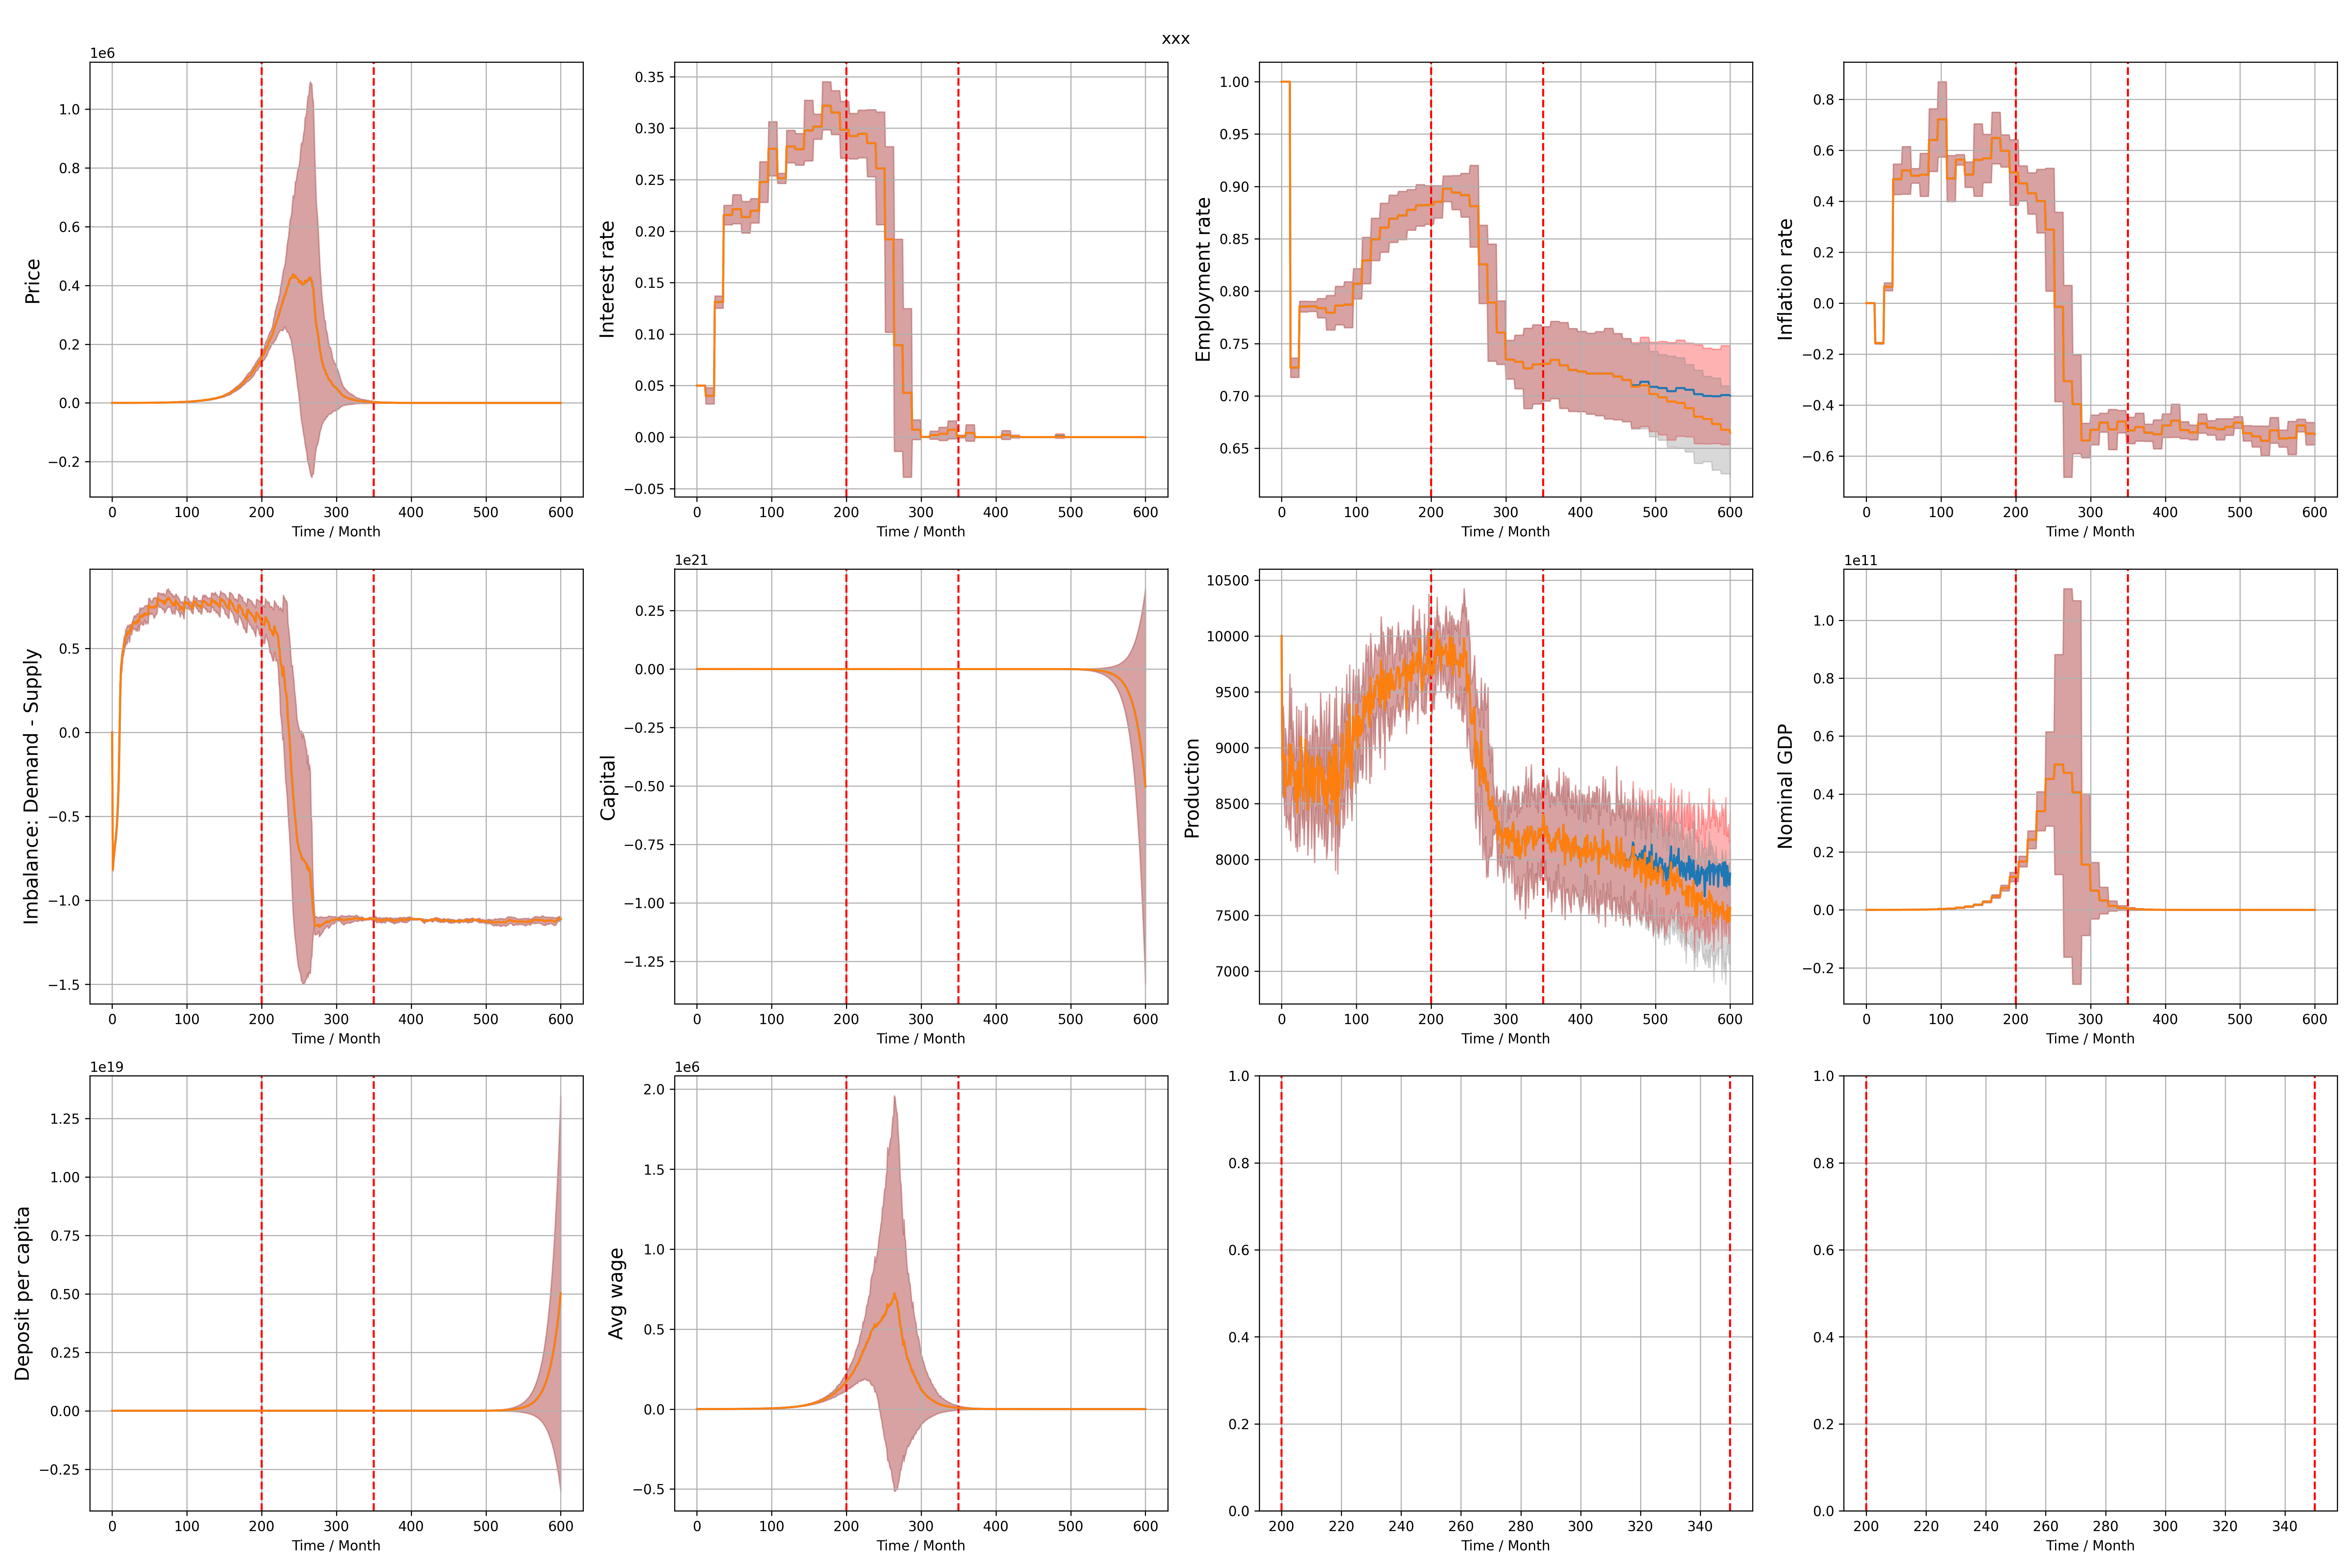 xxx
1e6
Price
1.0
0.8
0.6
0.4
0.2
0.0
−0.2
0 100 200 300 400 500 600
Time / Month
Interest rate
0.35
0.30
0.25
0.20
0.15
0.10
0.05
0.00
−0.05
0 100 200 300 400 500 600
Time / Month
Employment rate
1.00
0.95
0.90
0.85
0.80
0.75
0.70
0.65
0 100 200 300 400 500 600
Time / Month
Inflation rate
0.8
0.6
0.4
0.2
0.0
−0.2
−0.4
−0.6
0 100 200 300 400 500 600
Time / Month
Imbalance: Demand - Supply
0.5
0.0
−0.5
−1.0
−1.5
0 100 200 300 400 500 600
Time / Month
1e21
Capital
0.25
0.00
−0.25
−0.50
−0.75
−1.00
−1.25
0 100 200 300 400 500 600
Time / Month
Production
10500
10000
9500
9000
8500
8000
7500
7000
0 100 200 300 400 500 600
Time / Month
1e11
Nominal GDP
1.0
0.8
0.6
0.4
0.2
0.0
−0.2
0 100 200 300 400 500 600
Time / Month
1e19
Deposit per capita
1.25
1.00
0.75
0.50
0.25
0.00
−0.25
0 100 200 300 400 500 600
Time / Month
1e6
Avg wage
2.0
1.5
1.0
0.5
0.0
−0.5
0 100 200 300 400 500 600
Time / Month
1.0
0.8
0.6
0.4
0.2
0.0
200 220 240 260 280 300 320 340
Time / Month
1.0
0.8
0.6
0.4
0.2
0.0
200 220 240 260 280 300 320 340
Time / Month